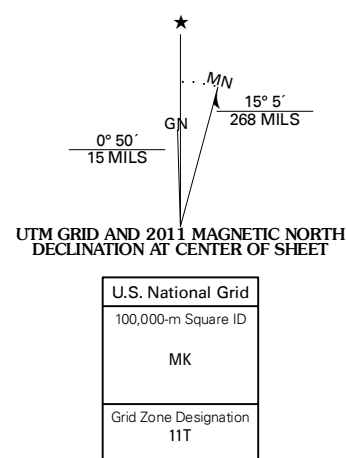 MN
15° 5´
268 MILS
GN
0° 50´
15 MILS
UTM GRID AND 2011 MAGNETIC NORTH
DECLINATION AT CENTER OF SHEET
U.S. National Grid
100,000-m Square ID
MK
Grid Zone Designation
11T